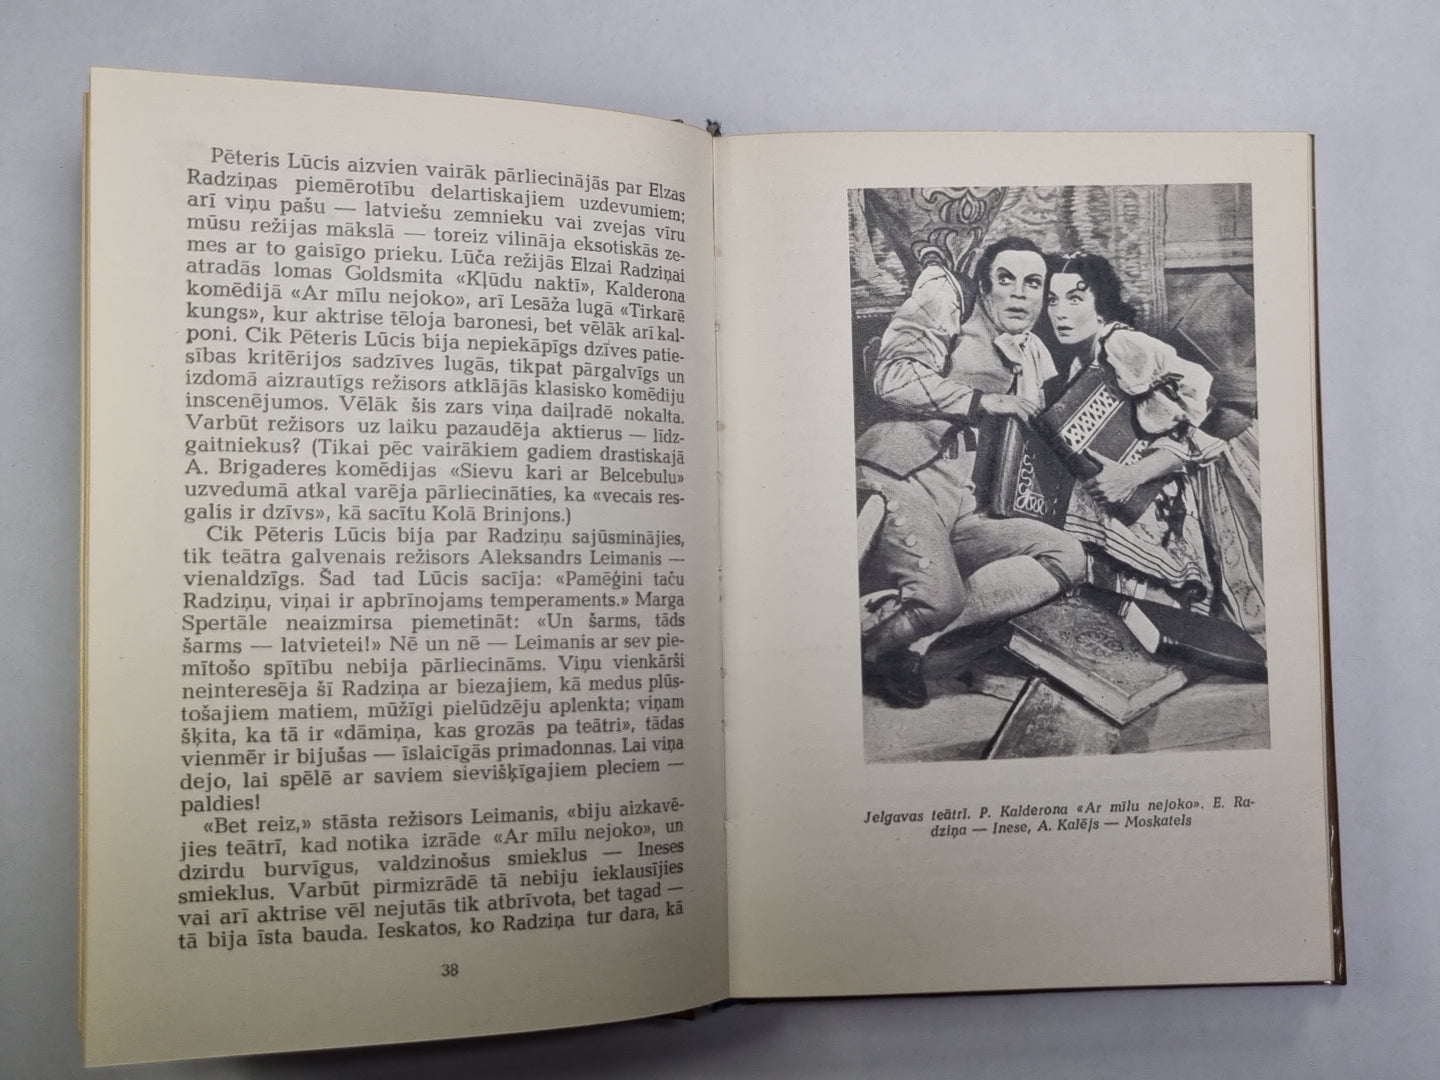 Pēteris Lūcis aizvien vairāk pārliecinājās par Elzas
Radziņas piemērotību delartiskajiem uzdevumiem;
arī viņu pašu — latviešu zemnieku vai zvejas vīru
mūsu režijas mākslā — toreiz vilināja eksotiskās ze-
mes ar to gaisīgo prieku. Lūča režijās Elzai Radziņai
atradās lomas Goldsmita «Kļūdu naktī», Kalderona
komēdijā «Ar mīlu nejoko», arī Lesāža lugā «Tirkarē
kungs», kur aktrise tēloja baronesi, bet vēlāk arī kal-
poni. Cik Pēteris Lūcis bija nepiekāpīgs dzīves patie-
sības kritērijos sadzīves lugās, tikpat pārgalvīgs un
izdomā aizrautīgs režisors atklājās klasisko komēdiju
inscenējumos. Vēlāk šis zars viņa daiļradē nokalta.
Varbūt režisors uz laiku pazaudēja aktierus — līdz-
gaitniekus? (Tikai pēc vairākiem gadiem drastiskajā
A. Brigaderes komēdijas «Sievu kari ar Belcebulu»
uzvedumā atkal varēja pārliecināties, ka «vecais res-
galis ir dzīvs», kā sacītu Kolā Brinjons.)
Cik Pēteris Lūcis bija par Radziņu sajūsminājies,
tik teātra galvenais režisors Aleksandrs Leimanis —
vienaldzīgs. Šad tad Lūcis sacīja: «Pamēģini taču
Radziņu, viņai ir apbrīnojams temperaments.» Marga
Spertāle neaizmirsa piemetināt: «Un šarms, tāds
šarms — latvietei!» Nē un nē — Leimanis ar sev pie-
mītošo spītību nebija pārliecināms. Viņu vienkārši
neinteresēja šī Radziņa ar biezajiem, kā medus plūs-
tošajiem matiem, mūžīgi pielūdzēju aplenkta; viņam
šķita, ka tā ir «dāmiņa, kas grozās pa teātri», tādas
vienmēr ir bijušas — īslaicīgās primadonnas. Lai viņa
dejo, lai spēlē ar saviem sievišķīgajiem pleciem —
paldies!
«Bet reiz,» stāsta režisors Leimanis, «biju aizkavē-
jies teātrī, kad notika izrāde «Ar mīlu nejoko», un
dzirdu burvīgus, valdzinošus smieklus — Ineses
smieklus. Varbūt pirmizrādē tā nebiju ieklausījies
vai arī aktrise vēl nejutās tik atbrīvota, bet tagad —
tā bija īsta bauda. Ieskatos, ko Radziņa tur dara, kā
38
Jelgavas teātrī. P. Kalderona «Ar mīlu nejoko». E. Ra-
dziņa — Inese, A. Kalējs — Moskatels